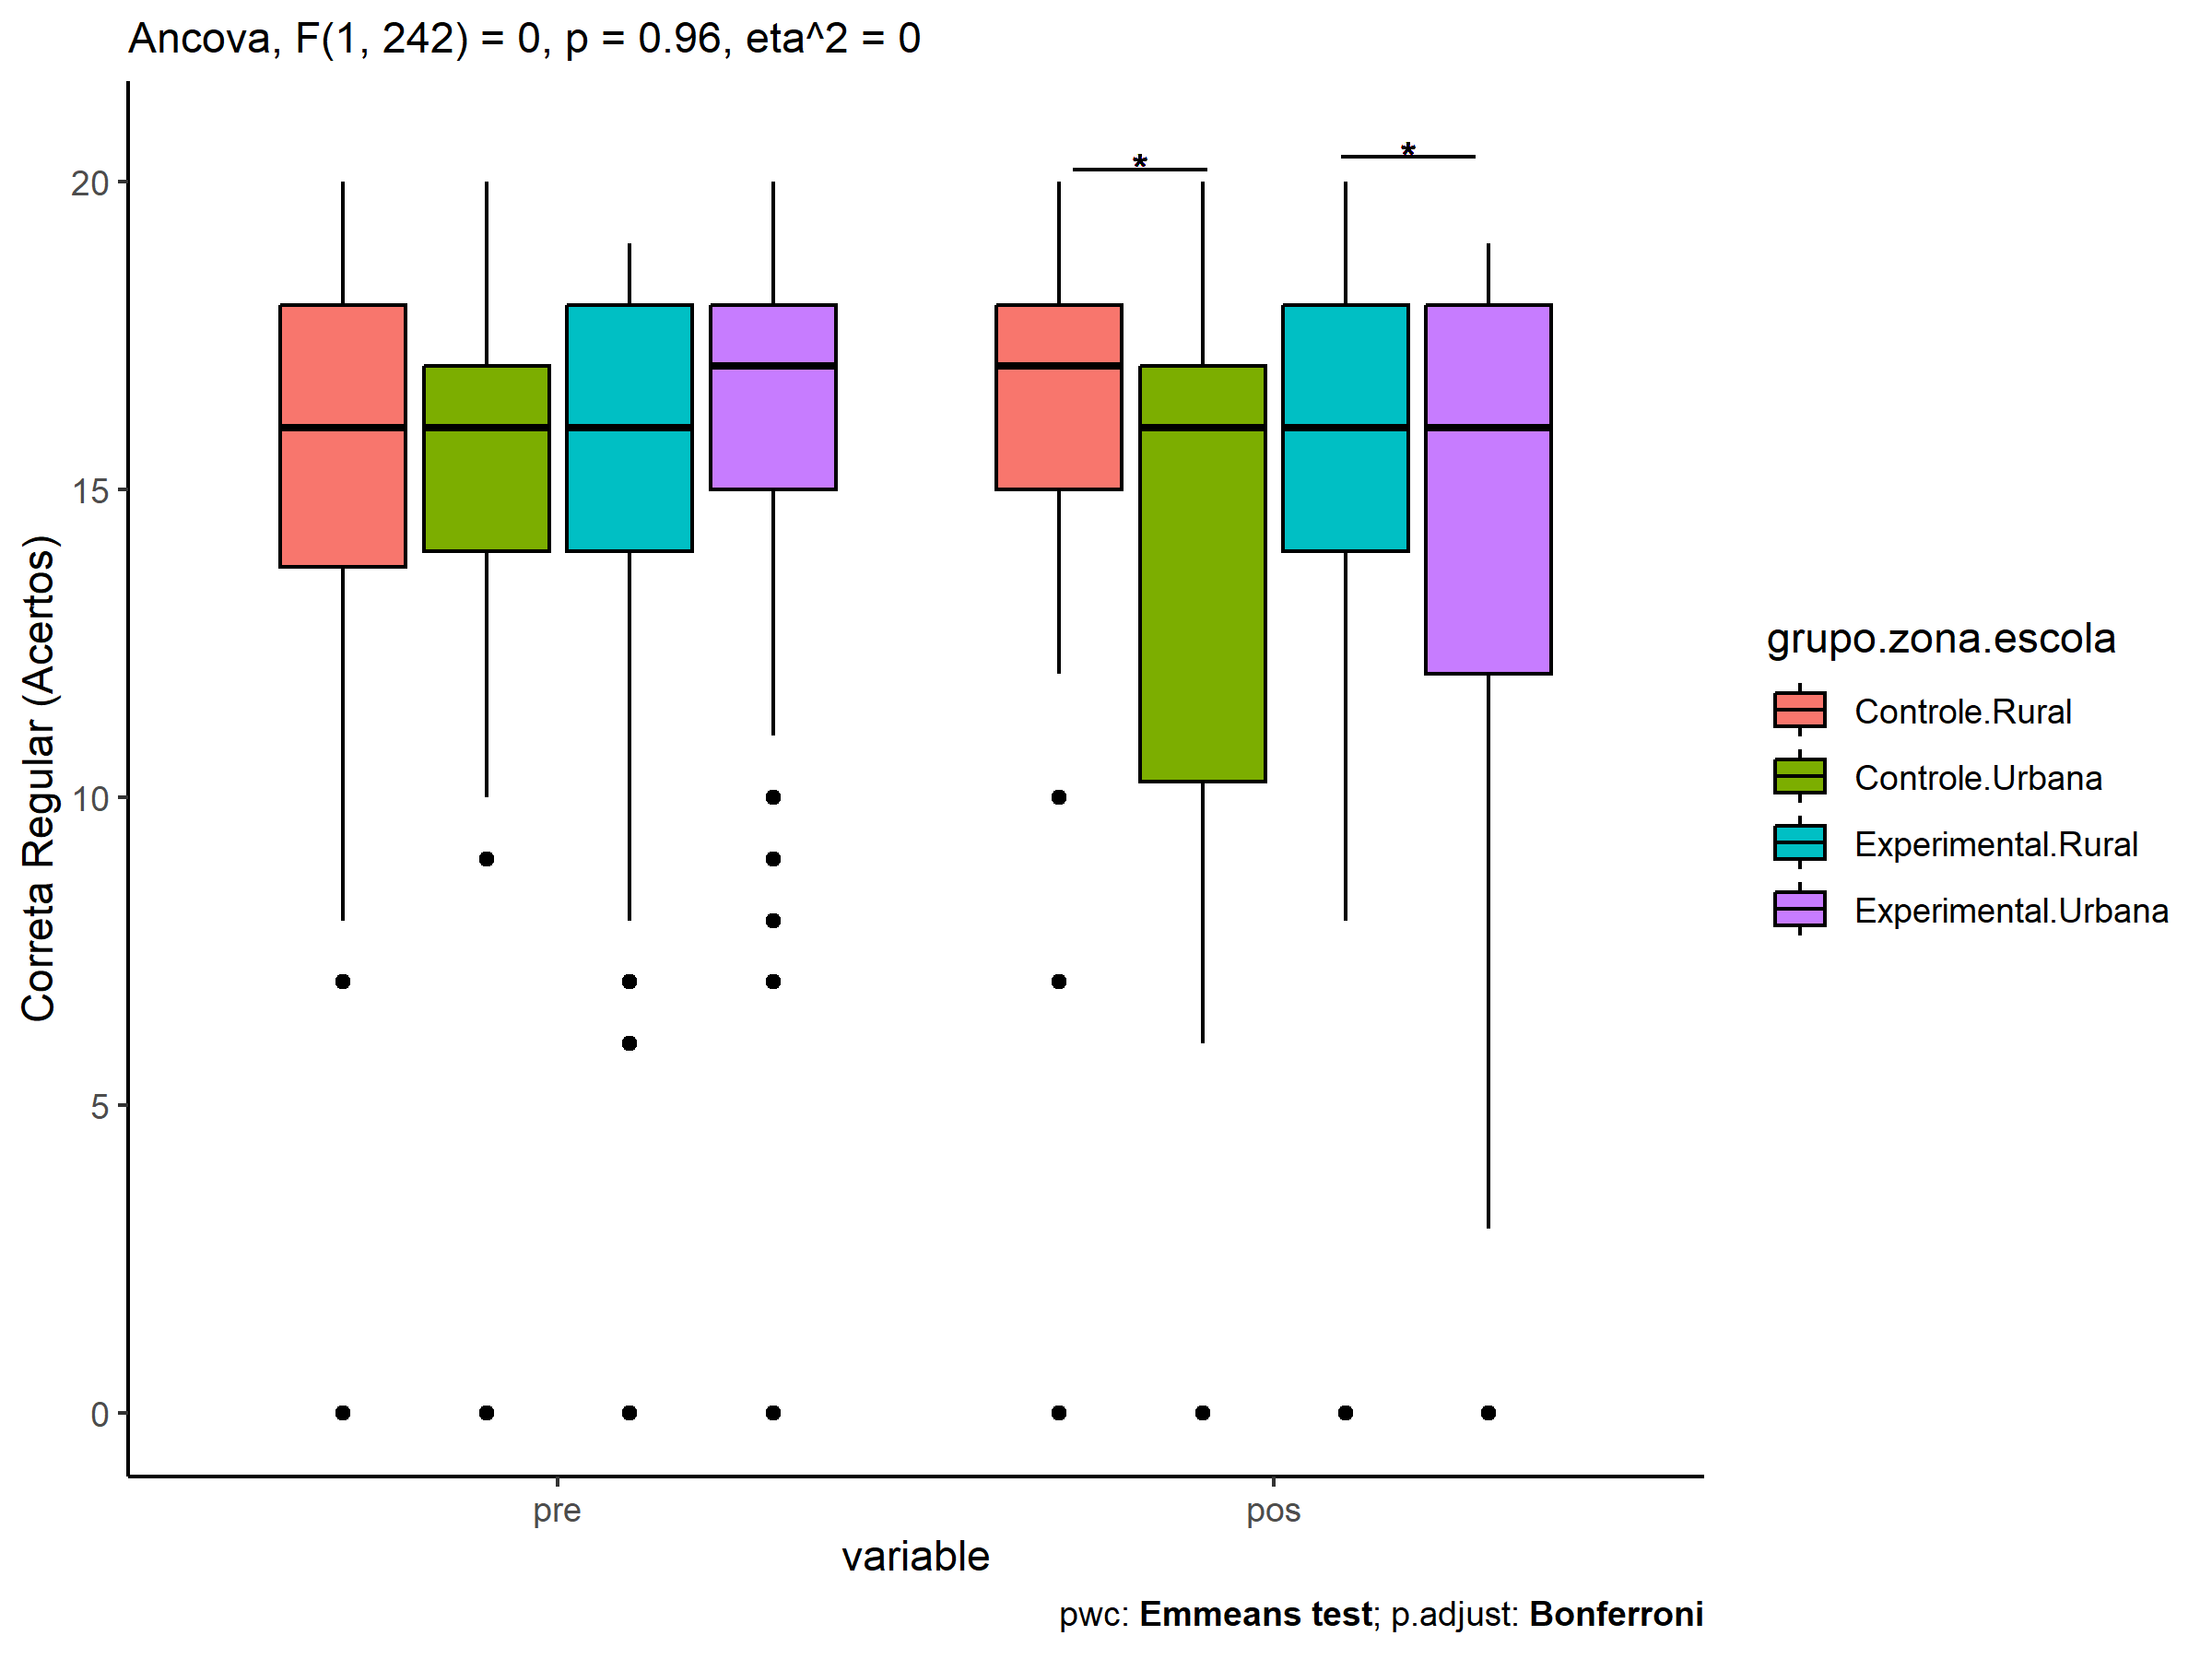 Ancova, F(1, 242) = 0, p = 0.96, eta^2 = 0
Correta Regular (Acertos)
20
15
10
5
0
*
*
pre
pos
variable
grupo.zona.escola
Controle.Rural
Controle.Urbana
Experimental.Rural
Experimental.Urbana
pwc: Emmeans test; p.adjust: Bonferroni